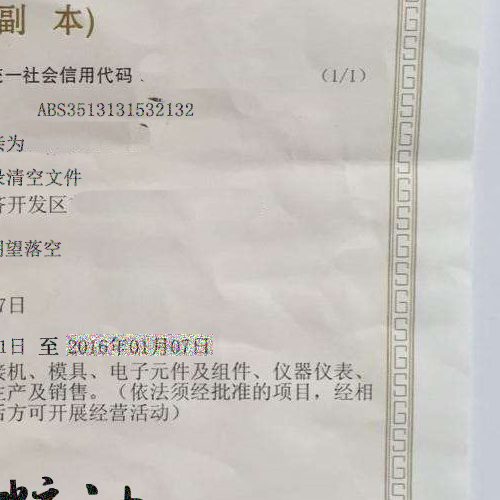 副 本)
一社会信用代码
(1/1)
ABS3513131532132
为
清空文件
开发区
望落空
7日
1日 至 2016年01月07日
机、模具、电子元件及组件、仪器仪表、
生产及销售。(依法须经批准的项目，经相
后方可开展经营活动)